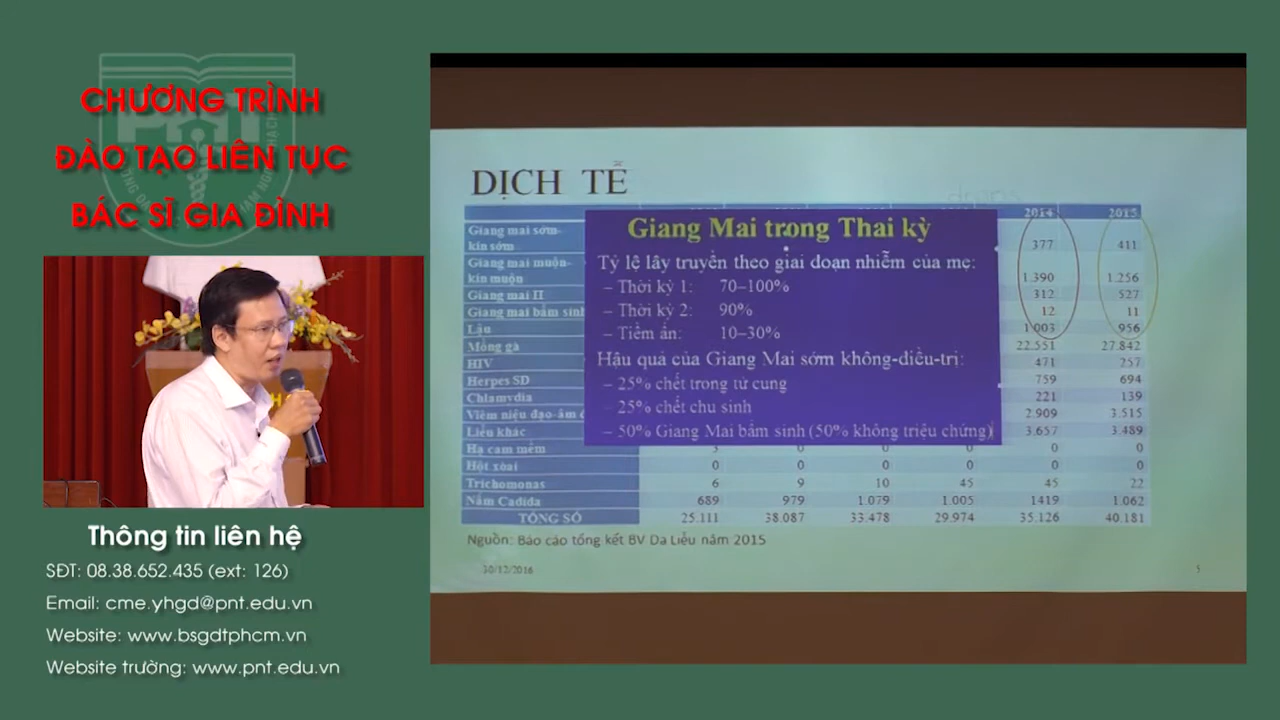 CHƯƠNG TRÌNH
ĐÀO TẠO LIÊN TỤC
BÁC SĨ GIA ĐÌNH
Thông tin liên hệ
SĐT: 08.38.652.435 (ext: 126)
Email: cme.yhgd@pnt.edu.vn
Website: www.bsgdtphcm.vn
Website trường: www.pnt.edu.vn
DỊCH TỄ
2014 2015
Giang mai sớm-
kín sớm 377 411
Giang mai muộn-
kín muộn 1.390 1.256
Giang mai II 312 527
Giang mai bẩm sinh 12 11
Lậu 1.003 956
Mồng gà 22.551 27.842
HIV 471 257
Herpes SD 759 694
Chlamydia 221 139
Viêm niệu đạo-âm 2.909 3.515
Liễu khác 3.657 3.489
Hạ cam mềm 0 0 0 0 0
Hột xoài 0 0 0 0 0 0
Trichomonas 6 9 10 45 45 22
Nấm Cadida 689 979 1.079 1.005 1419 1.062
TỔNG SỐ 25.111 38.087 33.478 29.974 35.126 40.181
Giang Mai trong Thai kỳ
Tỷ lệ lây truyền theo giai đoạn nhiễm của mẹ:
– Thời kỳ 1: 70–100%
– Thời kỳ 2: 90%
– Tiềm ẩn: 10–30%
Hậu quả của Giang Mai sớm không-điều-trị:
– 25% chết trong tử cung
– 25% chết chu sinh
– 50% Giang Mai bẩm sinh (50% không triệu chứng)
Nguồn: Báo cáo tổng kết BV Da Liễu năm 2015
30/12/2016 5